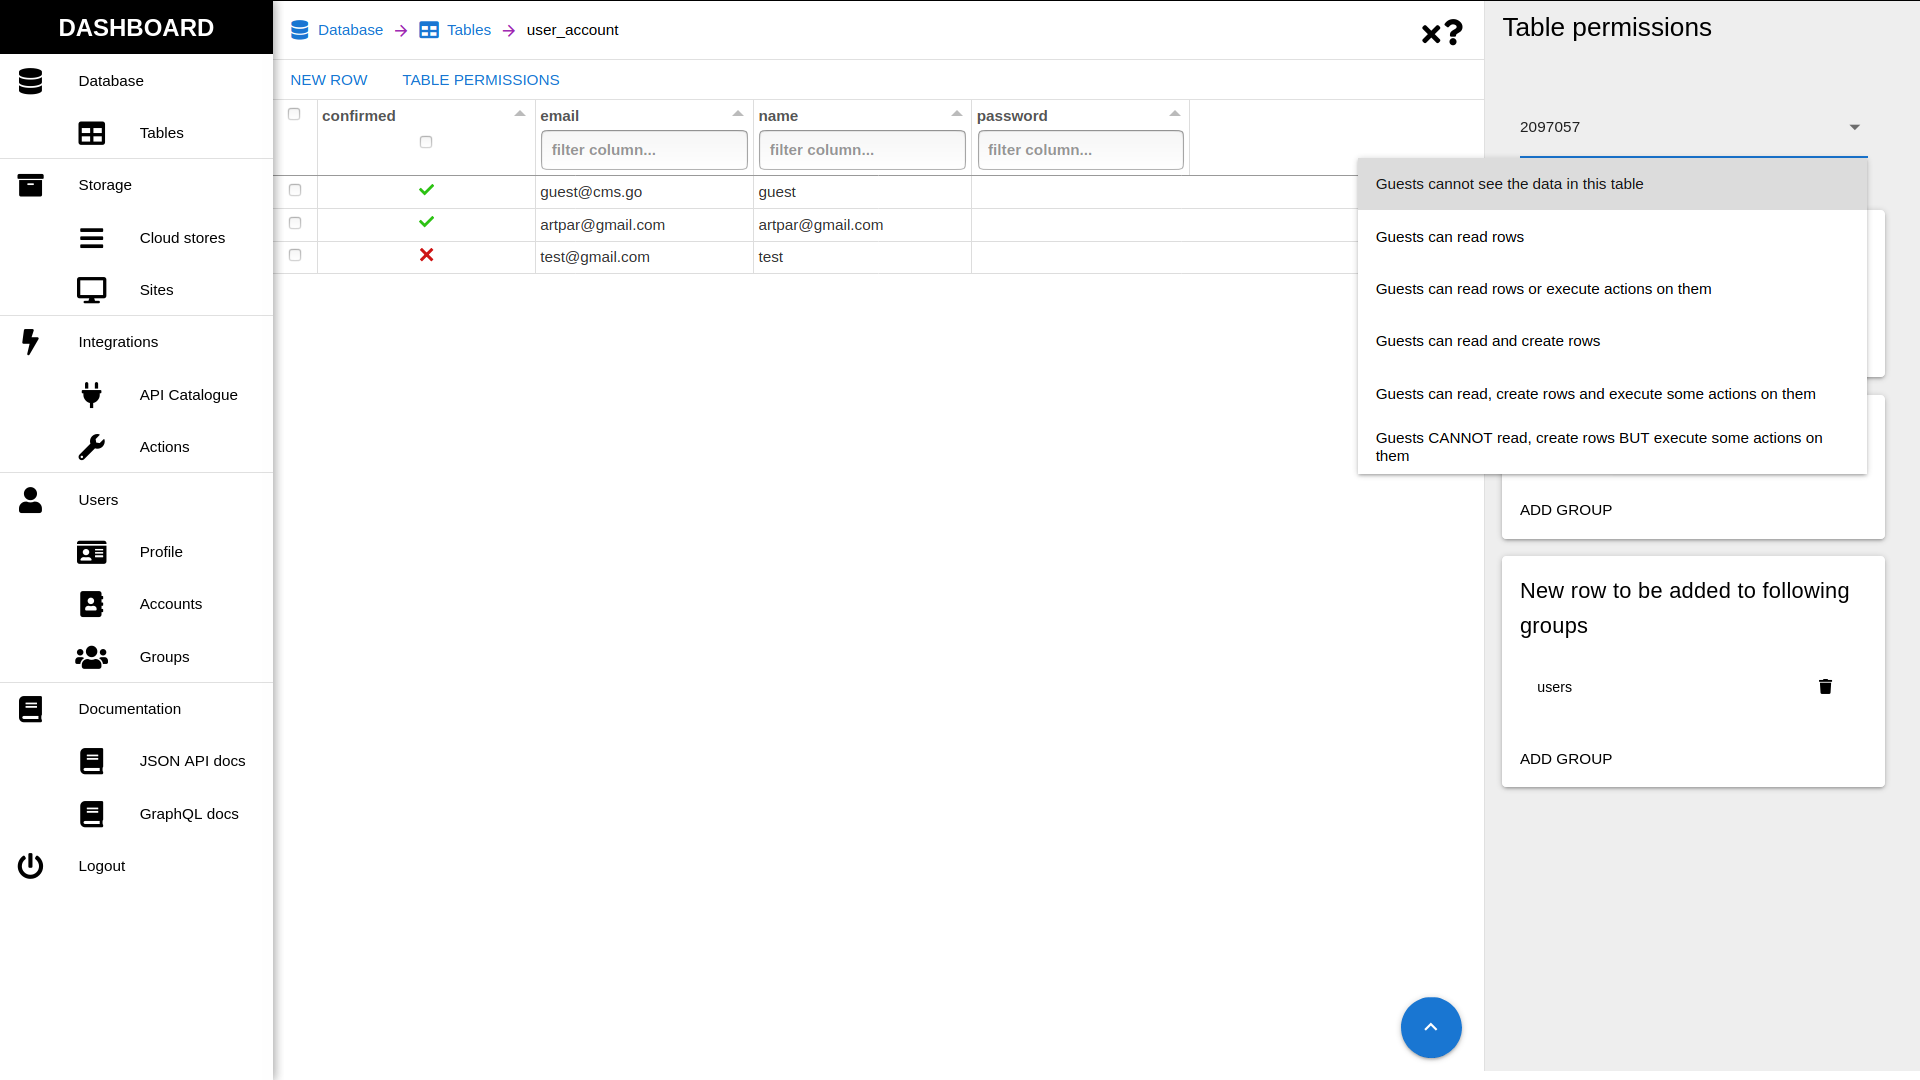 DASHBOARD
Database
Tables
Storage
Cloud stores
Sites
Integrations
API Catalogue
Actions
Users
Profile
Accounts
Groups
Documentation
JSON API docs
GraphQL docs
Logout
Database Tables user_account
NEW ROW TABLE PERMISSIONS
confirmed email name password
filter column... filter column... filter column...
guest@cms.go guest
artpar@gmail.com artpar@gmail.com
test@gmail.com test
Table permissions
2097057
Guests cannot see the data in this table
Guests can read rows
Guests can read rows or execute actions on them
Guests can read and create rows
Guests can read, create rows and execute some actions on them
Guests CANNOT read, create rows BUT execute some actions on
them
ADD GROUP
New row to be added to following
groups
users
ADD GROUP